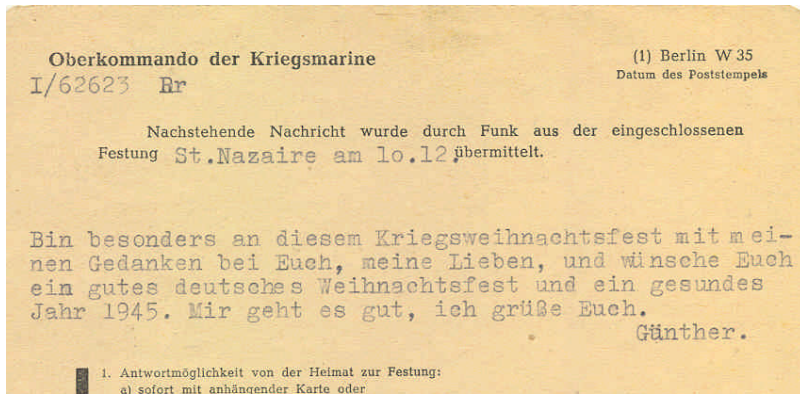 Oberkommando der Kriegsmarine
(1) Berlin W 35
I/62623 Rr
Datum des Poststempels
Nachstehende Nachricht wurde durch Funk aus der eingeschlossenen
Festung St.Nazaire am 1o.12. übermittelt.
Bin besonders an diesem Kriegsweihnachtsfest mit mei-
nen Gedanken bei Euch, meine Lieben, und wünsche Euch
ein gutes deutsches Weihnachtsfest und ein gesundes
Jahr 1945. Mir geht es gut, ich grüße Euch.
Günther.
1. Antwortmöglichkeit von der Heimat zur Festung:
a) sofort mit anhängender Karte oder